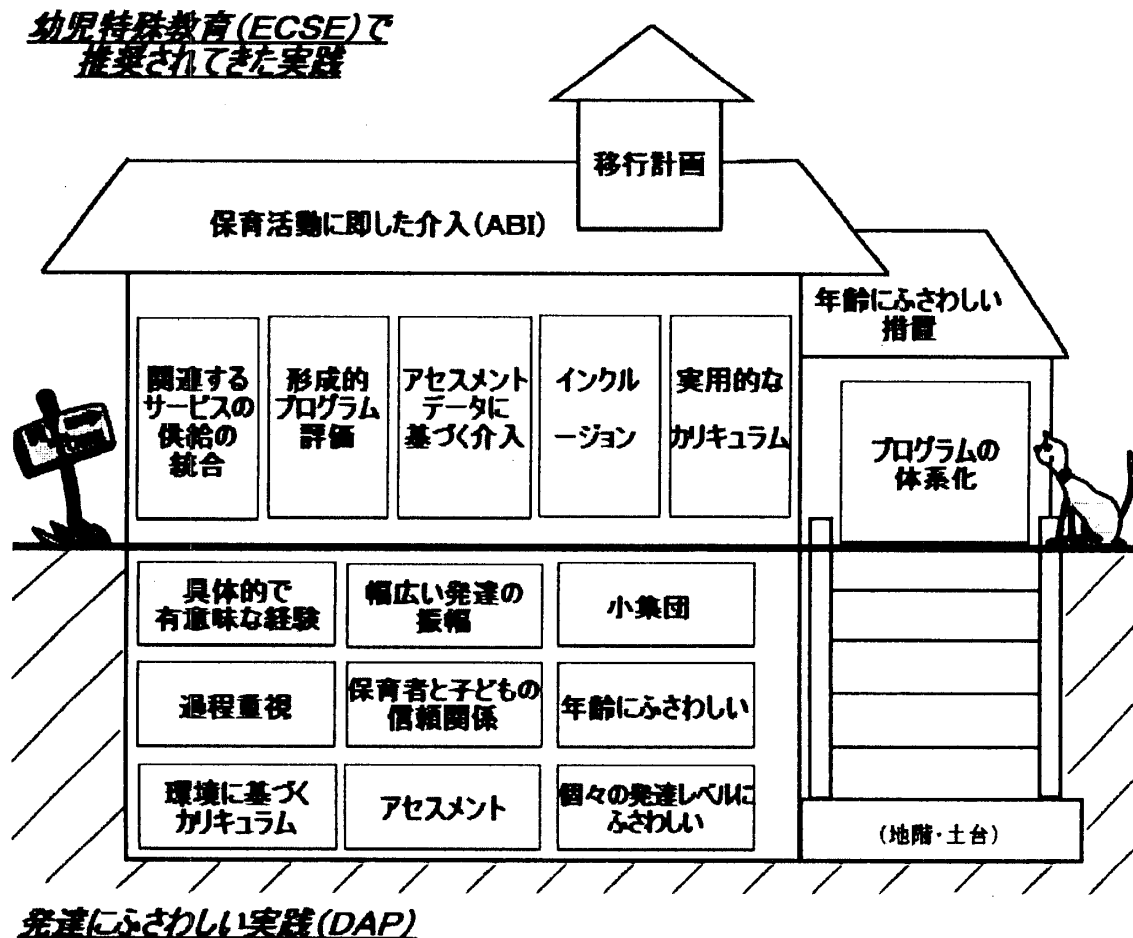 幼児特殊教育(ECSE)で
推奨されてきた実践
移行計画
保育活動に即した介入(ABI)
年齢にふさわしい
措置
関連する
サービスの
供給の
統合
形成的
プログラム
評価
アセスメント
データに
基づく介入
インクル
ージョン
実用的な
カリキュラム
プログラムの
体系化
具体的で
有意味な経験
幅広い発達の
振幅
小集団
過程重視
保育者と子どもの
信頼関係
年齢にふさわしい
環境に基づく
カリキュラム
アセスメント
個々の発達レベルに
ふさわしい
(地階・土台)
発達にふさわしい実践(DAP)